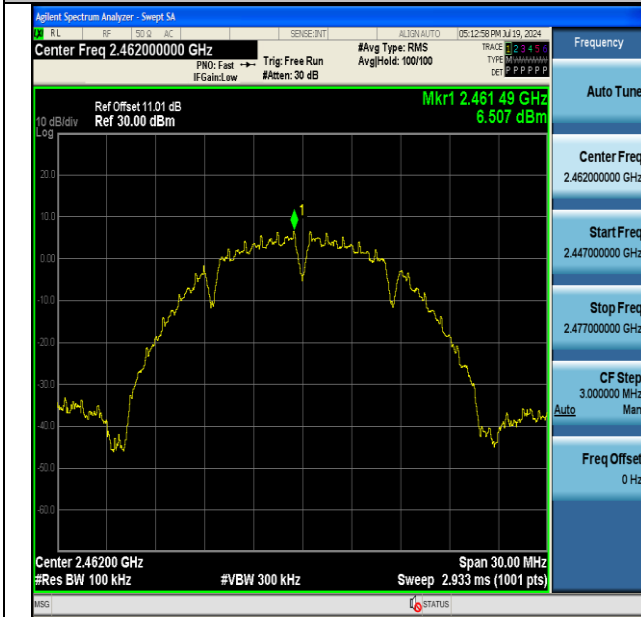 Agilent Spectrum Analyzer - Swept SA
RL RF 50 Ω AC SENSE:INT ALIGN AUTO 05:12:58 PM Jul 19, 2024
Center Freq 2.462000000 GHz
PNO: Fast
IFGain:Low
Trig: Free Run
#Atten: 30 dB
#Avg Type: RMS
Avg|Hold: 100/100
TRACE 1 2 3 4 5 6
TYPE M WWWWW
DET P P P P P P
Frequency
Auto Tune
Ref Offset 11.01 dB
10 dB/div Ref 30.00 dBm
Log
Mkr1 2.461 49 GHz
6.507 dBm
20.0
10.0
0.00
-10.0
-20.0
-30.0
-40.0
-50.0
-60.0
1
Center Freq
2.462000000 GHz
Start Freq
2.447000000 GHz
Stop Freq
2.477000000 GHz
CF Step
3.000000 MHz
Auto Man
Freq Offset
0 Hz
Center 2.46200 GHz Span 30.00 MHz
#Res BW 100 kHz #VBW 300 kHz Sweep 2.933 ms (1001 pts)
MSG STATUS